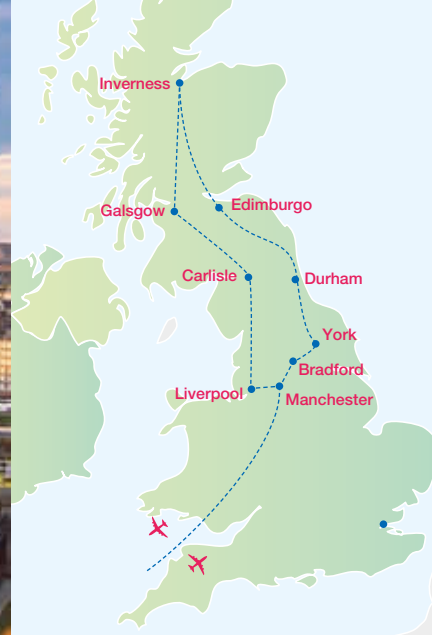 Inverness
Galsgow
Edimburgo
Carlisle
Durham
York
Bradford
Liverpool
Manchester